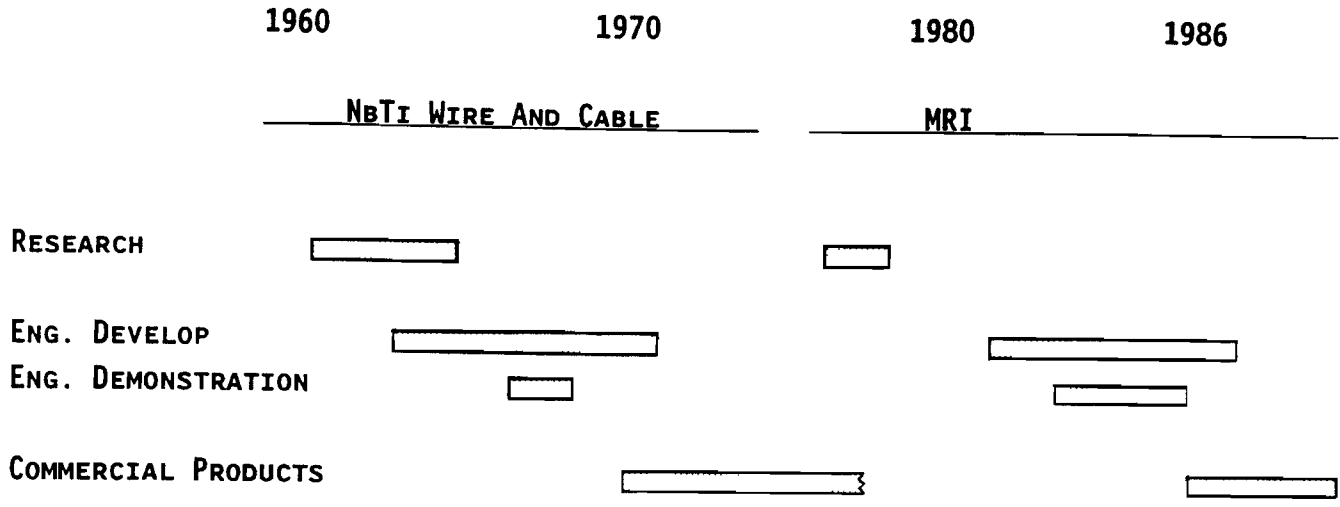 1960 1970 1980 1986
NbTi Wire And Cable MRI
Research
Eng. Develop
Eng. Demonstration
Commercial Products